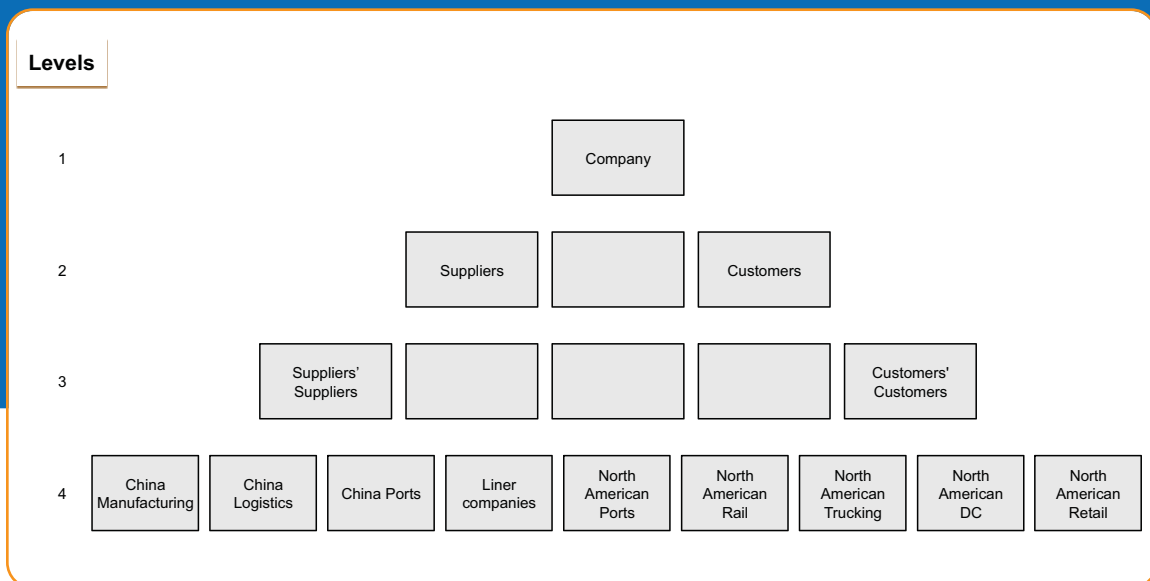 Levels
1
Company
2
Suppliers
Customers
3
Suppliers’
Suppliers
Customers'
Customers
4
China
Manufacturing
China
Logistics
China Ports
Liner
companies
North
American
Ports
North
American
Rail
North
American
Trucking
North
American
DC
North
American
Retail